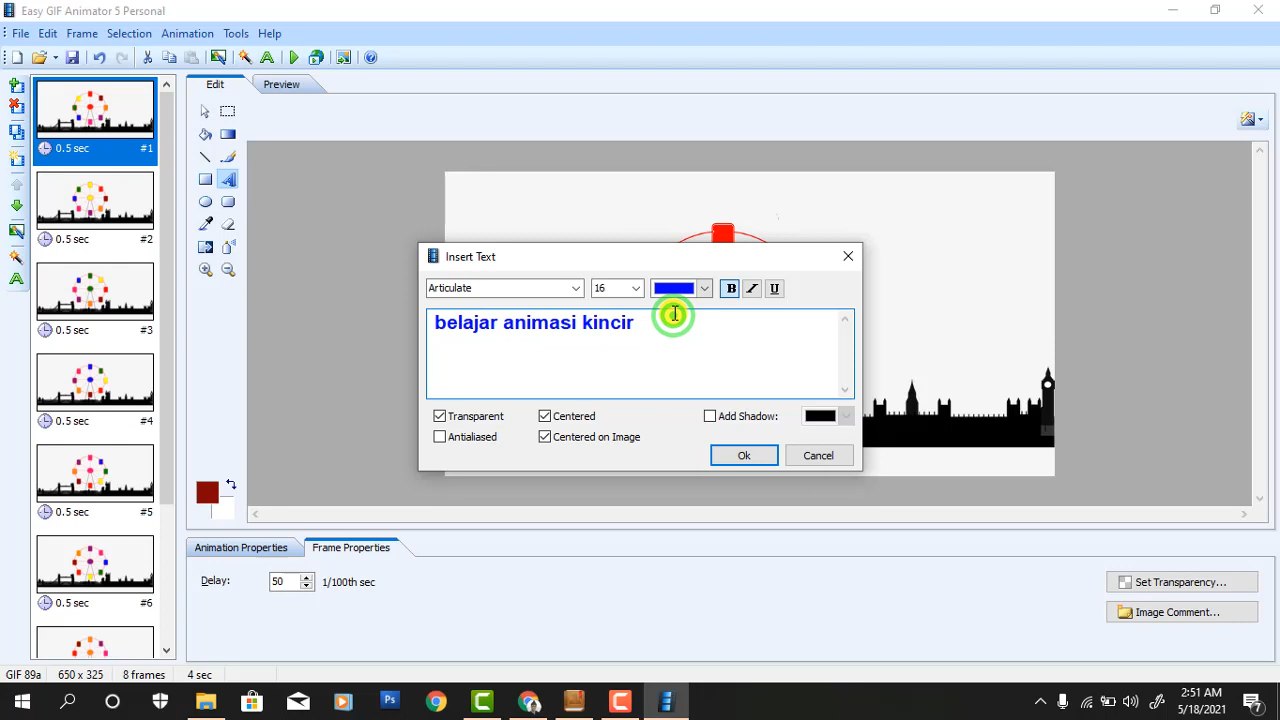 Easy GIF Animator 5 Personal
File Edit Frame Selection Animation Tools Help
Edit Preview
0.5 sec #1
0.5 sec #2
0.5 sec #3
0.5 sec #4
0.5 sec #5
0.5 sec #6
Insert Text
Articulate 16 B I U
belajar animasi kincir
Transparent Centered Add Shadow:
Antialiased Centered on Image
Ok Cancel
Animation Properties Frame Properties
Delay: 50 1/100th sec Set Transparency...
Image Comment...
GIF 89a 650 x 325 8 frames 4 sec
Ps
2:51 AM
5/18/2021
7